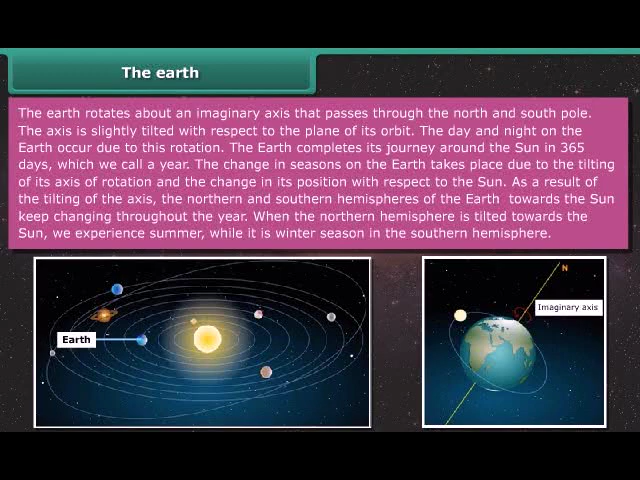 The earth
The earth rotates about an imaginary axis that passes through the north and south pole.
The axis is slightly tilted with respect to the plane of its orbit. The day and night on the
Earth occur due to this rotation. The Earth completes its journey around the Sun in 365
days, which we call a year. The change in seasons on the Earth takes place due to the tilting
of its axis of rotation and the change in its position with respect to the Sun. As a result of
the tilting of the axis, the northern and southern hemispheres of the Earth towards the Sun
keep changing throughout the year. When the northern hemisphere is tilted towards the
Sun, we experience summer, while it is winter season in the southern hemisphere.
Earth
N
Imaginary axis